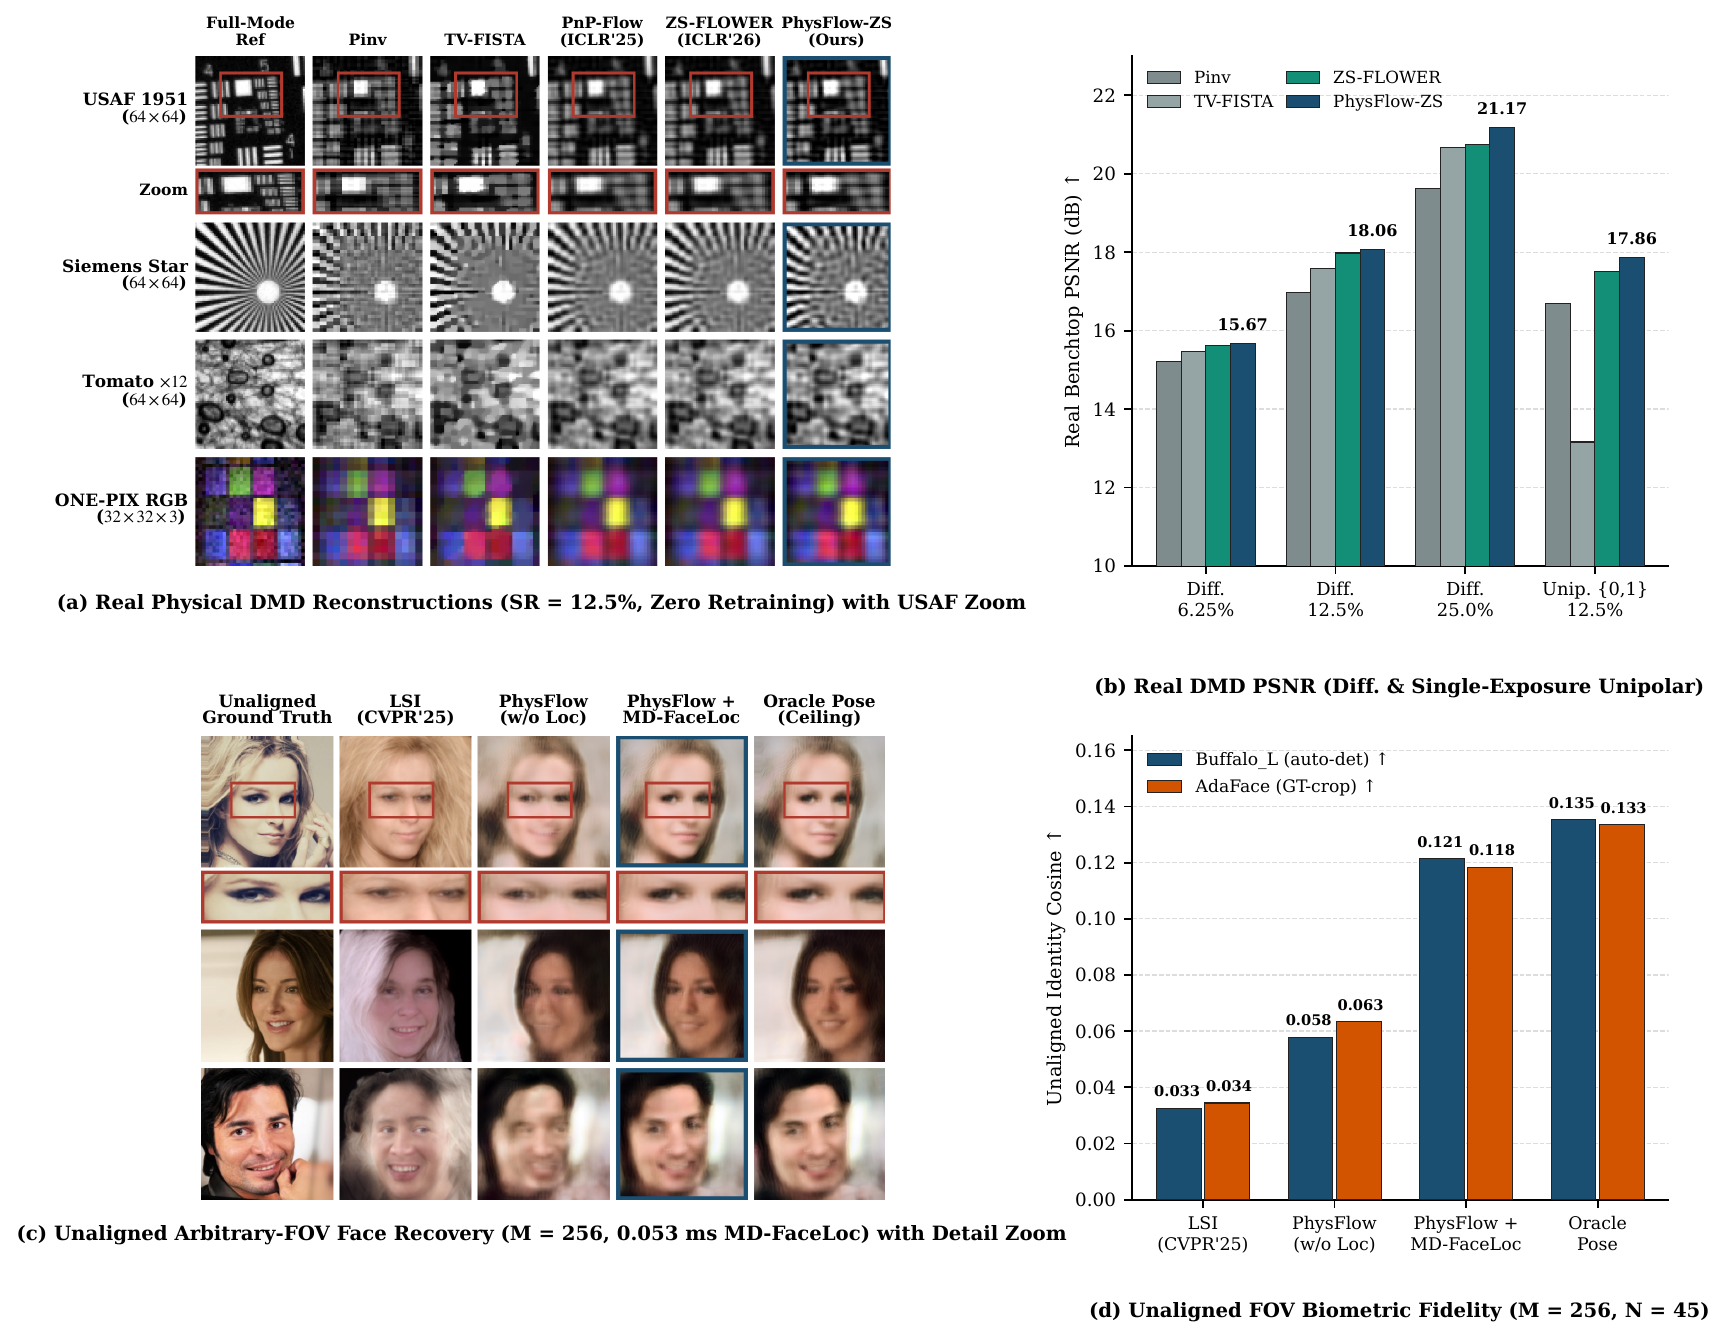 Full-Mode
Ref
Pinv
TV-FISTA
PnP-Flow
(ICLR'25)
ZS-FLOWER
(ICLR'26)
PhysFlow-ZS
(Ours)
USAF 1951
(64×64)
Zoom
Siemens Star
(64×64)
Tomato ×12
(64×64)
ONE-PIX RGB
(32×32×3)
(a) Real Physical DMD Reconstructions (SR = 12.5%, Zero Retraining) with USAF Zoom
Real Benchtop PSNR (dB) ↑
22
20
18
16
14
12
10
Pinv
TV-FISTA
ZS-FLOWER
PhysFlow-ZS
15.67
18.06
21.17
17.86
Diff.
6.25%
Diff.
12.5%
Diff.
25.0%
Unip. {0,1}
12.5%
(b) Real DMD PSNR (Diff. & Single-Exposure Unipolar)
Unaligned
Ground Truth
LSI
(CVPR'25)
PhysFlow
(w/o Loc)
PhysFlow +
MD-FaceLoc
Oracle Pose
(Ceiling)
(c) Unaligned Arbitrary-FOV Face Recovery (M = 256, 0.053 ms MD-FaceLoc) with Detail Zoom
Unaligned Identity Cosine ↑
0.16
0.14
0.12
0.10
0.08
0.06
0.04
0.02
0.00
Buffalo_L (auto-det) ↑
AdaFace (GT-crop) ↑
0.033
0.034
0.058
0.063
0.121
0.118
0.135
0.133
LSI
(CVPR'25)
PhysFlow
(w/o Loc)
PhysFlow +
MD-FaceLoc
Oracle
Pose
(d) Unaligned FOV Biometric Fidelity (M = 256, N = 45)